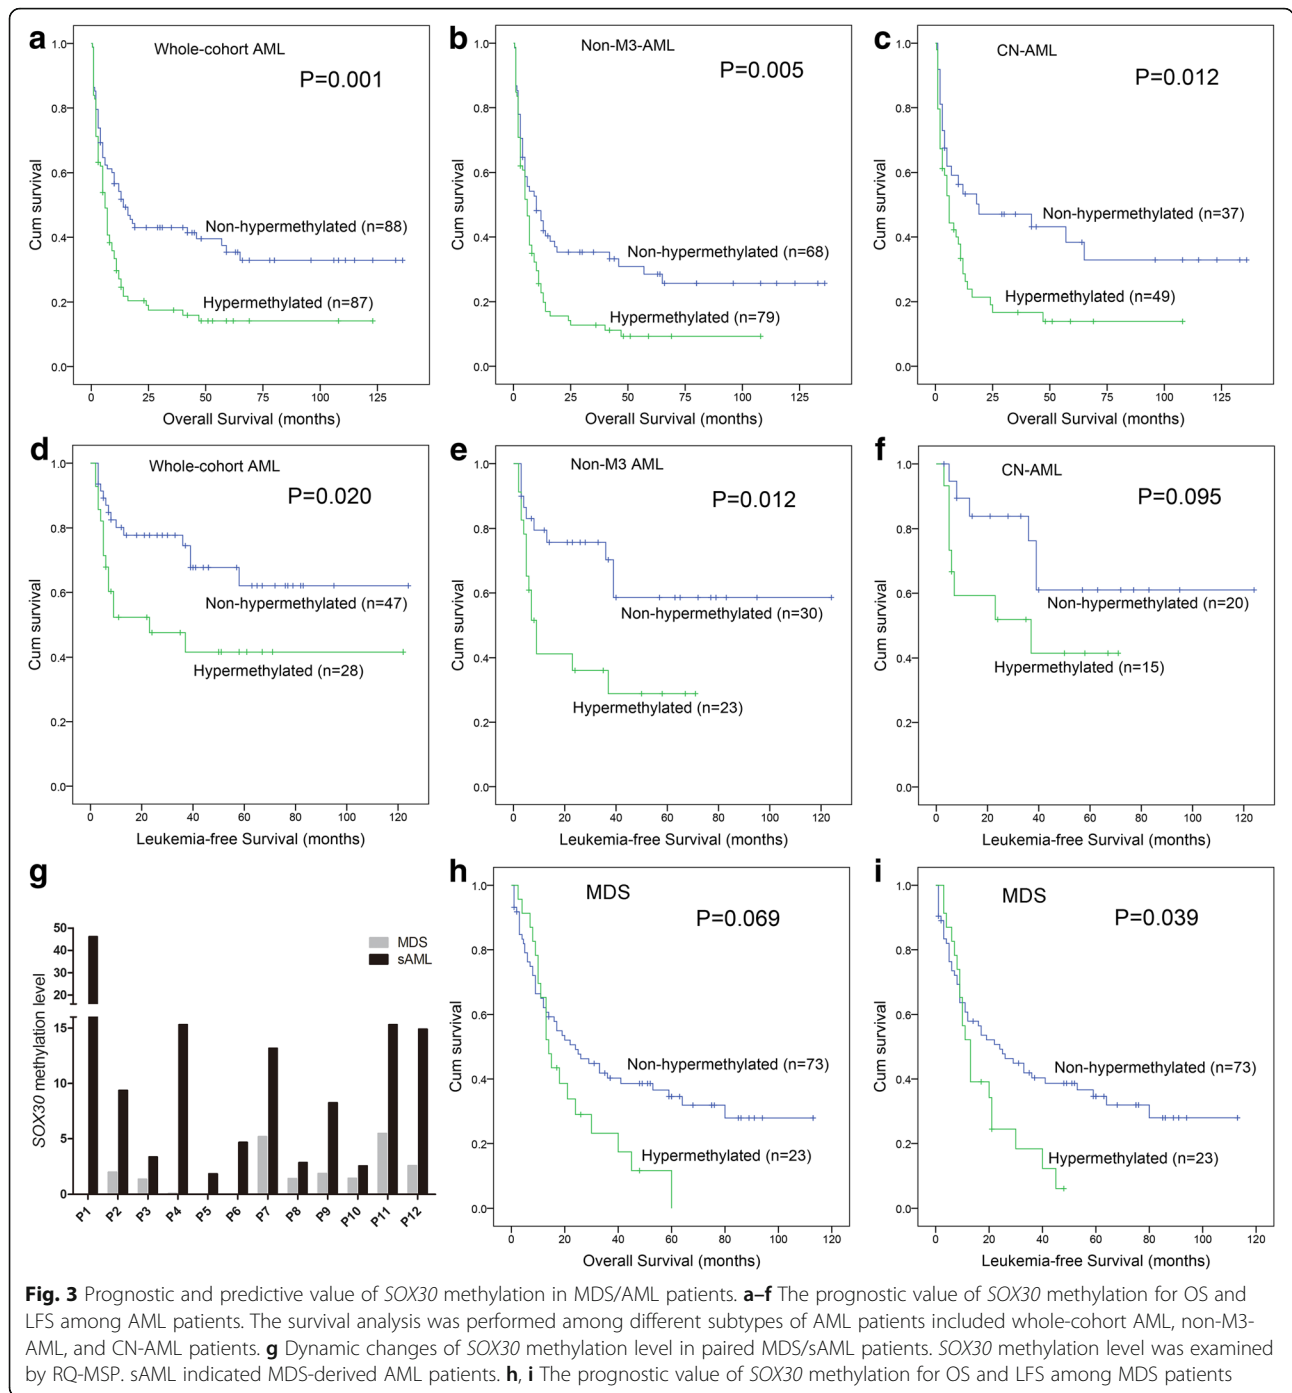 a
Whole-cohort AML
P=0.001
Cum survival
1.0
0.8
0.6
0.4
0.2
0.0
Non-hypermethylated (n=88)
Hypermethylated (n=87)
0 25 50 75 100 125
Overall Survival (months)
b
Non-M3-AML
P=0.005
Cum survival
1.0
0.8
0.6
0.4
0.2
0.0
Non-hypermethylated (n=68)
Hypermethylated (n=79)
0 25 50 75 100 125
Overall Survival (months)
c
CN-AML
P=0.012
Cum survival
1.0
0.8
0.6
0.4
0.2
0.0
Non-hypermethylated (n=37)
Hypermethylated (n=49)
0 25 50 75 100 125
Overall Survival (months)
d
Whole-cohort AML
P=0.020
Cum survival
1.0
0.8
0.6
0.4
0.2
0.0
Non-hypermethylated (n=47)
Hypermethylated (n=28)
0 20 40 60 80 100 120
Leukemia-free Survival (months)
e
Non-M3 AML
P=0.012
Cum survival
1.0
0.8
0.6
0.4
0.2
0.0
Non-hypermethylated (n=30)
Hypermethylated (n=23)
0 20 40 60 80 100 120
Leukemia-free Survival (months)
f
CN-AML
P=0.095
Cum survival
1.0
0.8
0.6
0.4
0.2
0.0
Non-hypermethylated (n=20)
Hypermethylated (n=15)
0 20 40 60 80 100 120
Leukemia-free Survival (months)
g
SOX30 methylation level
50
40
30
20
15
10
5
0
MDS
sAML
P1 P2 P3 P4 P5 P6 P7 P8 P9 P10 P11 P12
h
MDS
P=0.069
Cum survival
1.0
0.8
0.6
0.4
0.2
0.0
Non-hypermethylated (n=73)
Hypermethylated (n=23)
0 20 40 60 80 100 120
Overall Survival (months)
i
MDS
P=0.039
Cum survival
1.0
0.8
0.6
0.4
0.2
0.0
Non-hypermethylated (n=73)
Hypermethylated (n=23)
0 20 40 60 80 100 120
Leukemia-free Survival (months)
Fig. 3 Prognostic and predictive value of SOX30 methylation in MDS/AML patients. a–f The prognostic value of SOX30 methylation for OS and
LFS among AML patients. The survival analysis was performed among different subtypes of AML patients included whole-cohort AML, non-M3-
AML, and CN-AML patients. g Dynamic changes of SOX30 methylation level in paired MDS/sAML patients. SOX30 methylation level was examined
by RQ-MSP. sAML indicated MDS-derived AML patients. h, i The prognostic value of SOX30 methylation for OS and LFS among MDS patients